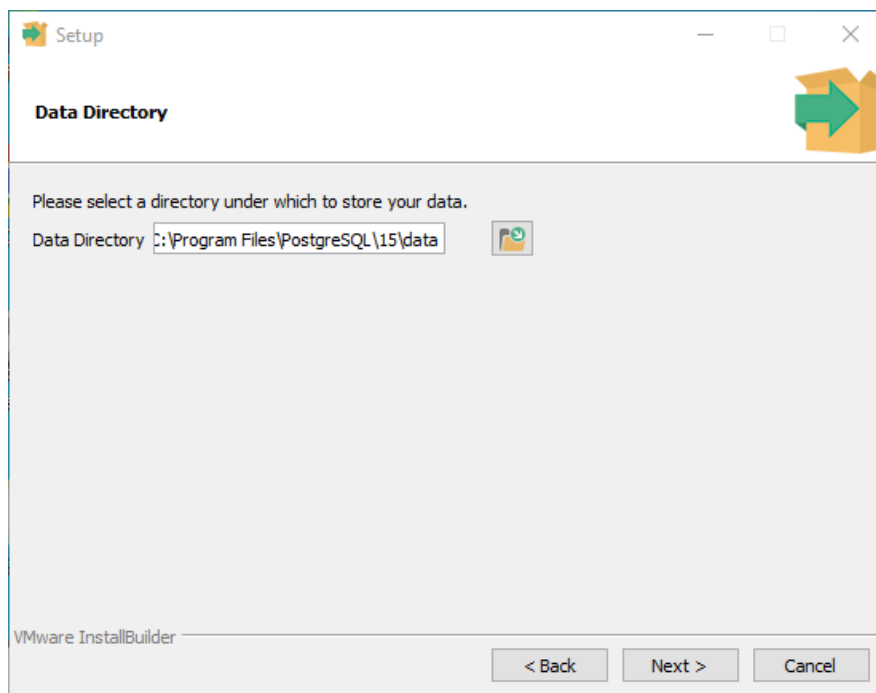 Setup
Data Directory
Please select a directory under which to store your data.
Data Directory :\Program Files\PostgreSQL\15\data
VMware InstallBuilder
< Back Next > Cancel